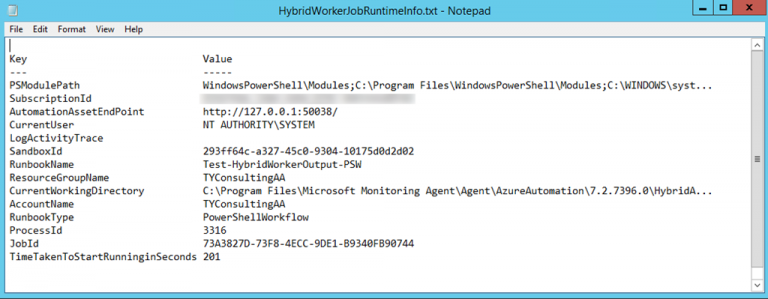 HybridWorkerJobRuntimeInfo.txt - Notepad
File Edit Format View Help
Key Value
--- -----
PSModulePath WindowsPowerShell\Modules;C:\Program Files\WindowsPowerShell\Modules;C:\WINDOWS\syst...
SubscriptionId
AutomationAssetEndPoint http://127.0.0.1:50038/
CurrentUser NT AUTHORITY\SYSTEM
LogActivityTrace
SandboxId 293ff64c-a327-45c0-9304-10175d0d2d02
RunbookName Test-HybridWorkerOutput-PSW
ResourceGroupName TYConsultingAA
CurrentWorkingDirectory C:\Program Files\Microsoft Monitoring Agent\Agent\AzureAutomation\7.2.7396.0\HybridA...
AccountName TYConsultingAA
RunbookType PowerShellWorkflow
ProcessId 3316
JobId 73A3827D-73F8-4ECC-9DE1-B9340FB90744
TimeTakenToStartRunninginSeconds 201